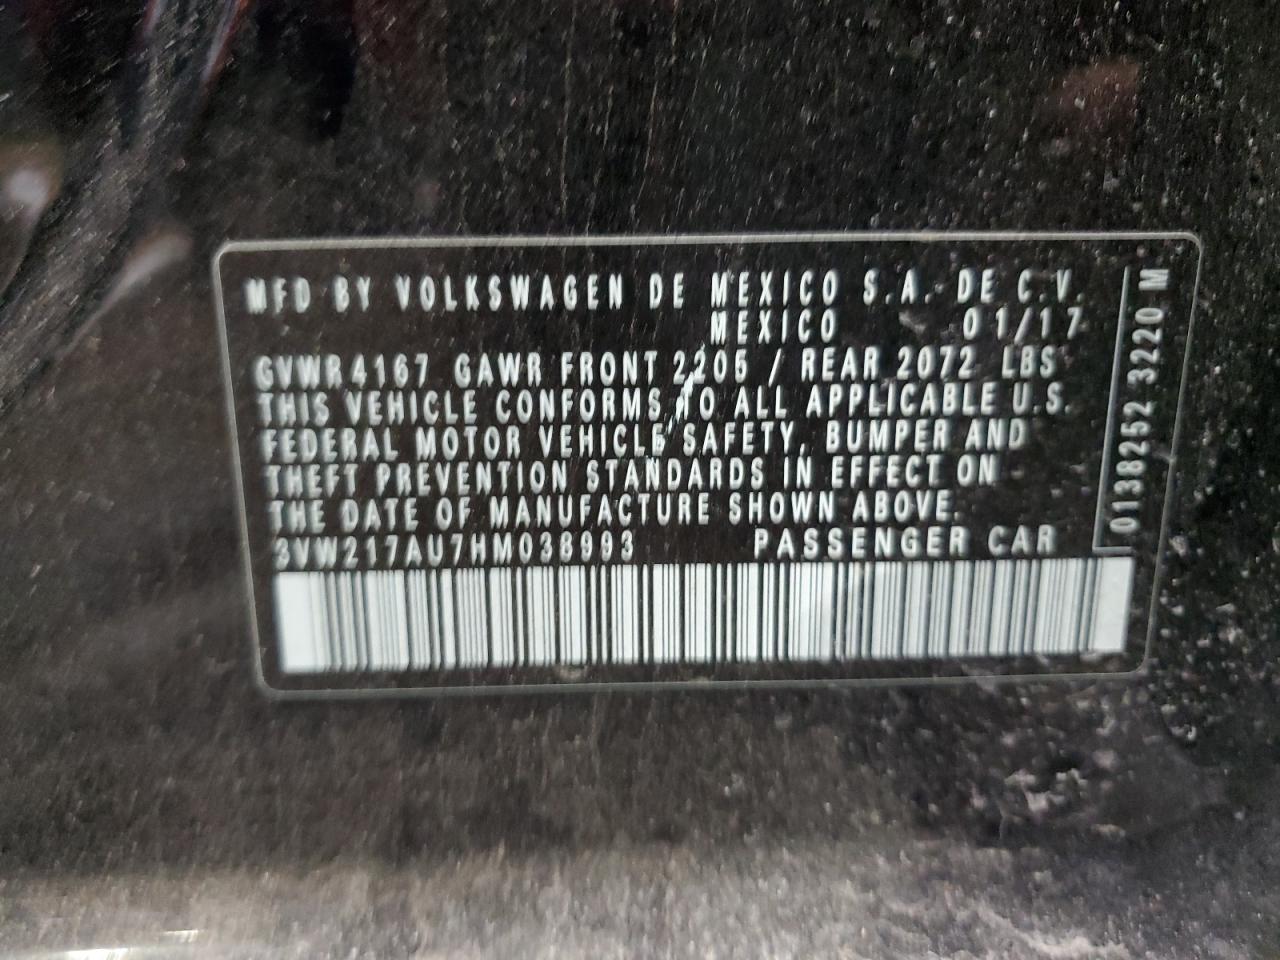 MFD BY VOLKSWAGEN DE MEXICO S.A. DE C.V.
MEXICO 01/17
GVWR 4167 GAWR FRONT 2205 / REAR 2072 LBS
THIS VEHICLE CONFORMS TO ALL APPLICABLE U.S.
FEDERAL MOTOR VEHICLE SAFETY, BUMPER AND
THEFT PREVENTION STANDARDS IN EFFECT ON
THE DATE OF MANUFACTURE SHOWN ABOVE.
3VW217AU7HM038993 PASSENGER CAR
0138252 3220 M